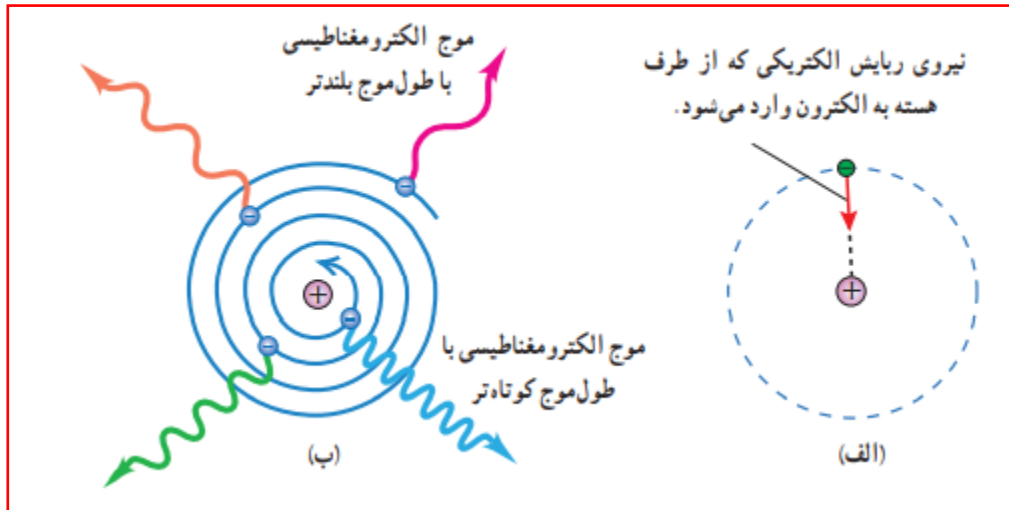 نیروی ربایش الکتریکی که از طرف
هسته به الکترون وارد می‌شود.
+
−
(الف)
موج الکترومغناطیسی
با طول‌موج بلندتر
−
−
+
−
−
موج الکترومغناطیسی با
طول‌موج کوتاه‌تر
(ب)